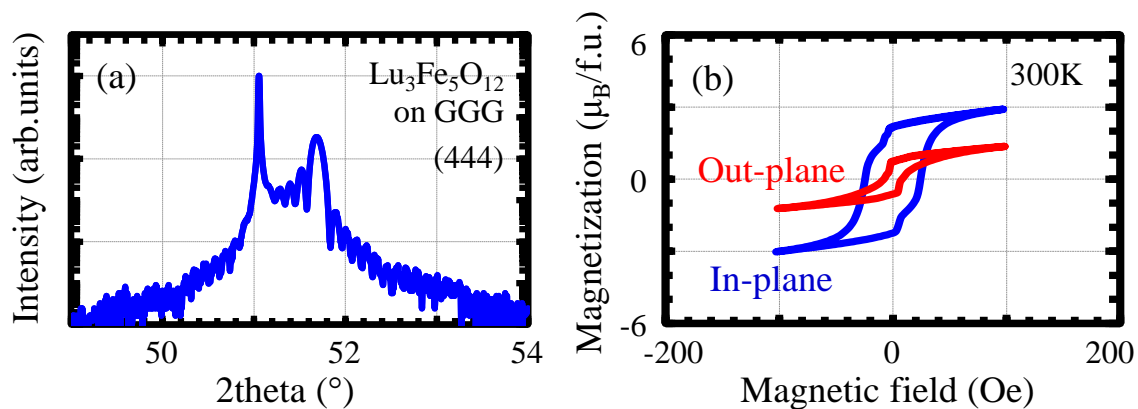 (a)
Lu₃Fe₅O₁₂
on GGG
(444)
Intensity (arb.units)
50
52
54
2theta (°)
(b)
300K
Out-plane
In-plane
Magnetization (μ_B/f.u.)
6
0
-6
-200
0
200
Magnetic field (Oe)